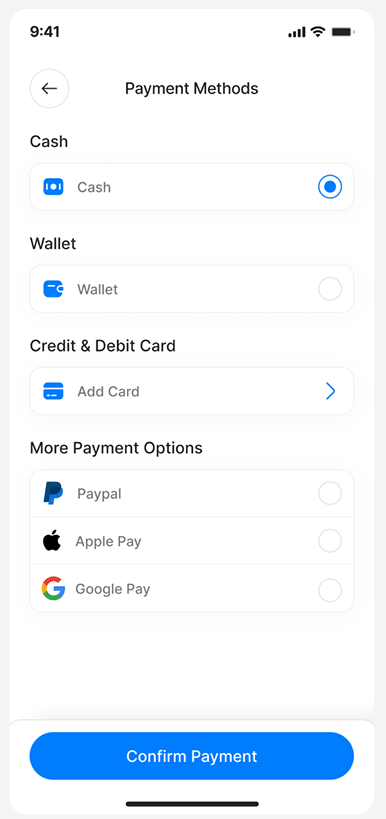 9:41
Payment Methods
Cash
Cash
Wallet
Wallet
Credit & Debit Card
Add Card
More Payment Options
Paypal
Apple Pay
Google Pay
Confirm Payment